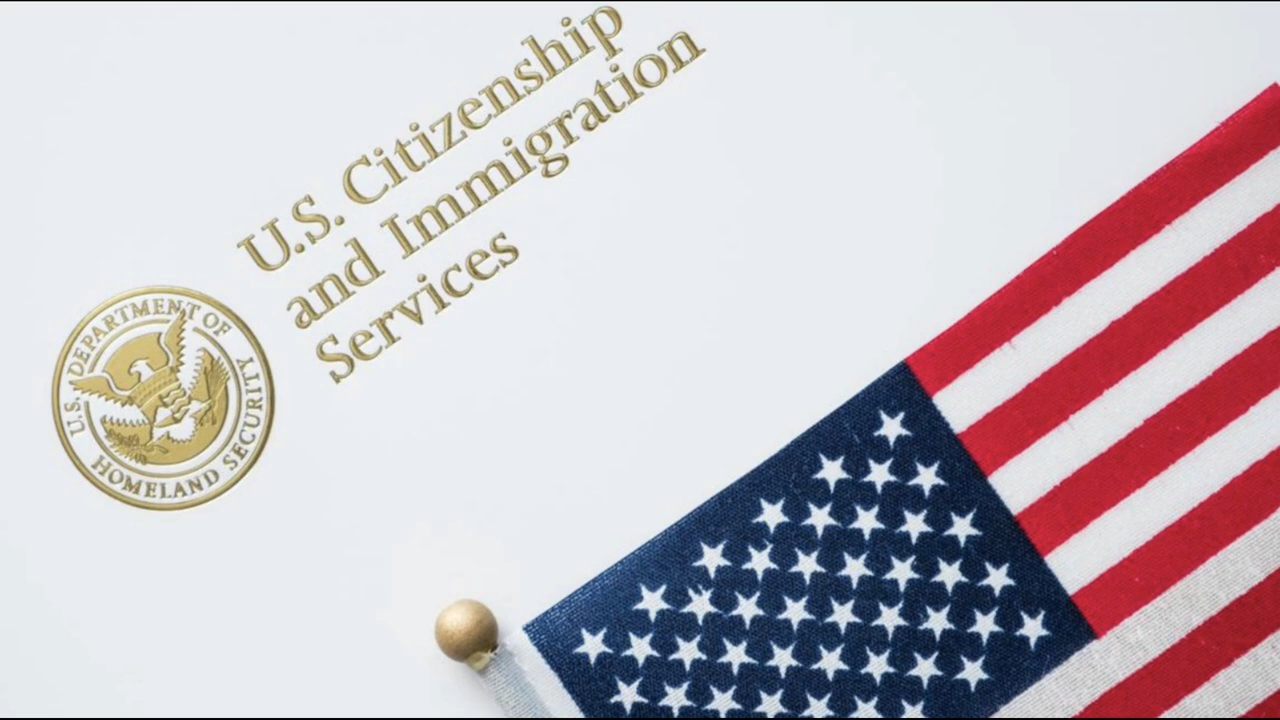 U.S. Citizenship
and Immigration
Services
U.S. DEPARTMENT OF
HOMELAND SECURITY